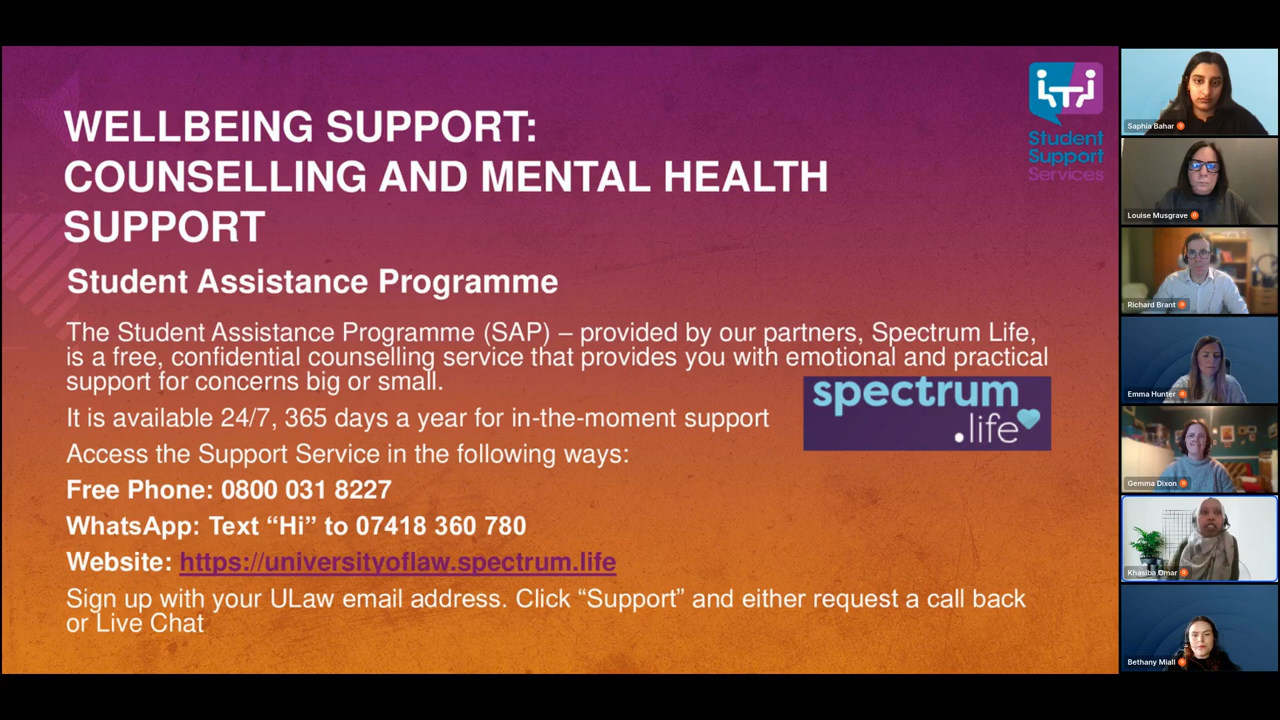 WELLBEING SUPPORT:
COUNSELLING AND MENTAL HEALTH
SUPPORT
Student
Support
Services
Student Assistance Programme
The Student Assistance Programme (SAP) – provided by our partners, Spectrum Life,
is a free, confidential counselling service that provides you with emotional and practical
support for concerns big or small.
spectrum
.life
It is available 24/7, 365 days a year for in-the-moment support
Access the Support Service in the following ways:
Free Phone: 0800 031 8227
WhatsApp: Text “Hi” to 07418 360 780
Website: https://universityoflaw.spectrum.life
Sign up with your ULaw email address. Click “Support” and either request a call back
or Live Chat
Saphia Bahar
Louise Musgrave
Richard Brant
Emma Hunter
Gemma Dixon
Khasiba Omar
Bethany Miall